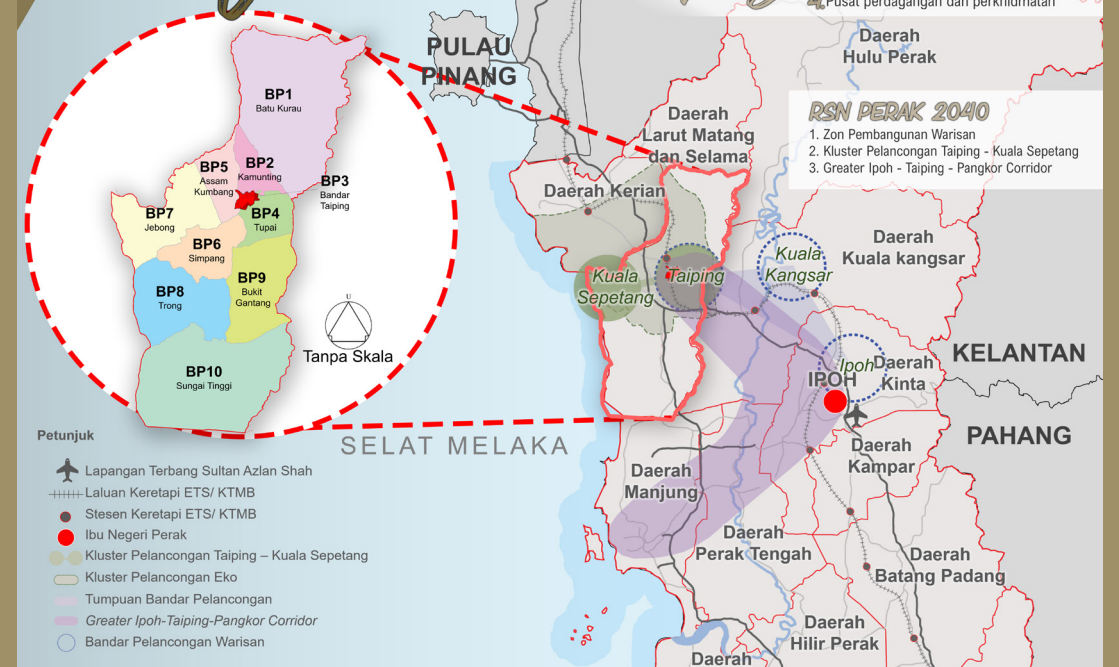 4. Pusat perdagangan dan perkhidmatan
PULAU
PINANG
Daerah
Hulu Perak
RSN PERAK 2040
1. Zon Pembangunan Warisan
2. Kluster Pelancongan Taiping - Kuala Sepetang
3. Greater Ipoh - Taiping - Pangkor Corridor
Daerah
Larut Matang
dan Selama
Daerah Kerian
Daerah
Kuala kangsar
Kuala
Kangsar
Taiping
Kuala
Sepetang
Ipoh
IPOH
Daerah
Kinta
KELANTAN
PAHANG
Daerah
Kampar
Daerah
Manjung
Daerah
Perak Tengah
Daerah
Batang Padang
Daerah
Hilir Perak
Daerah
SELAT MELAKA
BP1
Batu Kurau
BP2
Kamunting
BP3
Bandar
Taiping
BP4
Tupai
BP5
Assam
Kumbang
BP6
Simpang
BP7
Jebong
BP8
Trong
BP9
Bukit
Gantang
BP10
Sungai Tinggi
U
Tanpa Skala
Petunjuk
Lapangan Terbang Sultan Azlan Shah
Laluan Keretapi ETS/ KTMB
Stesen Keretapi ETS/ KTMB
Ibu Negeri Perak
Kluster Pelancongan Taiping – Kuala Sepetang
Kluster Pelancongan Eko
Tumpuan Bandar Pelancongan
Greater Ipoh-Taiping-Pangkor Corridor
Bandar Pelancongan Warisan